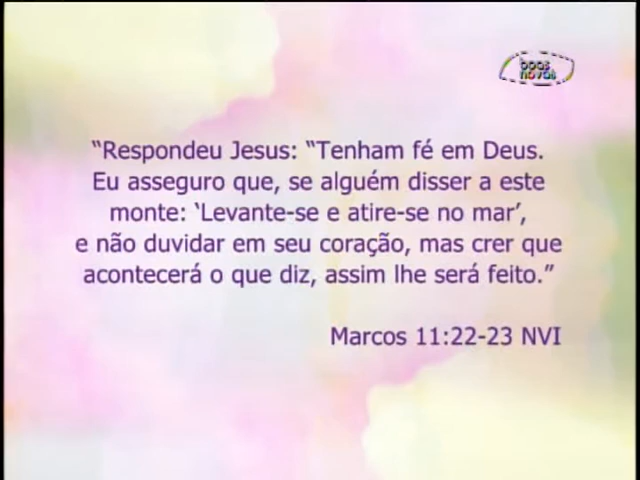 boas
novas
“Respondeu Jesus: “Tenham fé em Deus.
Eu asseguro que, se alguém disser a este
monte: ‘Levante-se e atire-se no mar’,
e não duvidar em seu coração, mas crer que
acontecerá o que diz, assim lhe será feito.”
Marcos 11:22-23 NVI